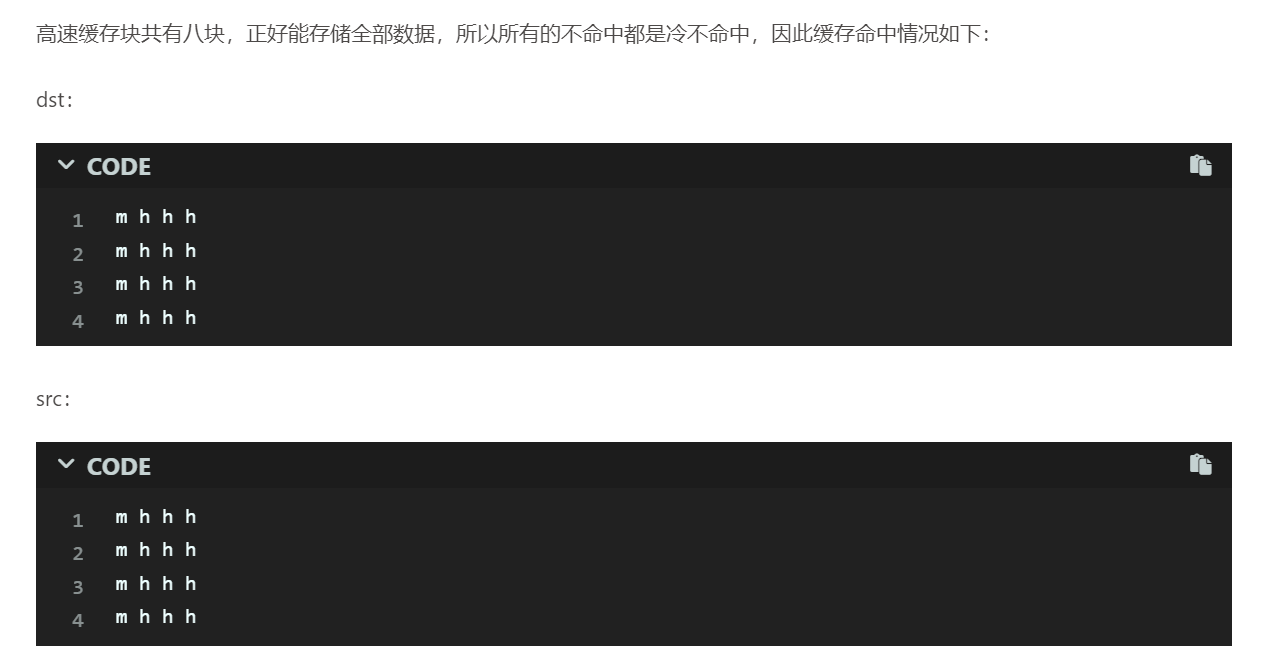 高速缓存块共有八块，正好能存储全部数据，所以所有的不命中都是冷不命中，因此缓存命中情况如下：
dst：
CODE
1 m h h h
2 m h h h
3 m h h h
4 m h h h
src：
CODE
1 m h h h
2 m h h h
3 m h h h
4 m h h h